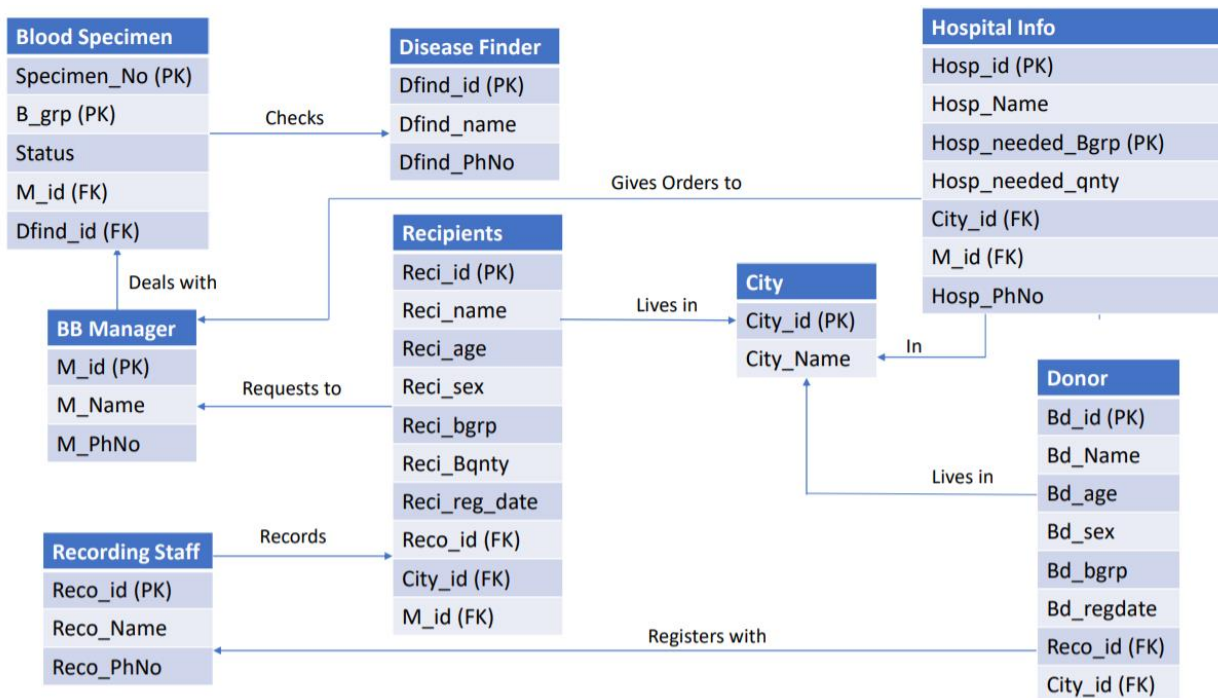 Blood Specimen
Specimen_No (PK)
B_grp (PK)
Status
M_id (FK)
Dfind_id (FK)
Checks
Disease Finder
Dfind_id (PK)
Dfind_name
Dfind_PhNo
Hospital Info
Hosp_id (PK)
Hosp_Name
Hosp_needed_Bgrp (PK)
Hosp_needed_qnty
City_id (FK)
M_id (FK)
Hosp_PhNo
Gives Orders to
Deals with
BB Manager
M_id (PK)
M_Name
M_PhNo
Requests to
Recipients
Reci_id (PK)
Reci_name
Reci_age
Reci_sex
Reci_bgrp
Reci_Bqnty
Reci_reg_date
Reco_id (FK)
City_id (FK)
M_id (FK)
Lives in
City
City_id (PK)
City_Name
In
Donor
Bd_id (PK)
Bd_Name
Bd_age
Bd_sex
Bd_bgrp
Bd_regdate
Reco_id (FK)
City_id (FK)
Lives in
Recording Staff
Reco_id (PK)
Reco_Name
Reco_PhNo
Records
Registers with